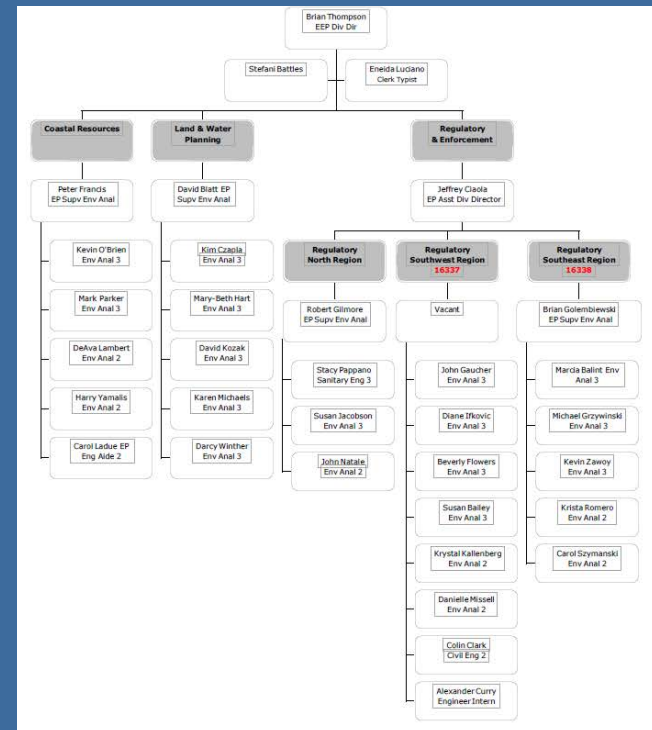 Brian Thompson
EEP Div Dir
Stefani Battles
Eneida Luciano
Clerk Typist
Coastal Resources
Land & Water
Planning
Regulatory
& Enforcement
Peter Francis
EP Supv Env Anal
David Blatt EP
Supv Env Anal
Jeffrey Ciaola
EP Asst Div Director
Kevin O'Brien
Env Anal 3
Mark Parker
Env Anal 3
DeAva Lambert
Env Anal 2
Harry Yamalis
Env Anal 2
Carol Ladue EP
Eng Aide 2
Kim Czapla
Env Anal 3
Mary-Beth Hart
Env Anal 3
David Kozak
Env Anal 3
Karen Michaels
Env Anal 3
Darcy Winther
Env Anal 3
Regulatory
North Region
Robert Gilmore
EP Supv Env Anal
Stacy Pappano
Sanitary Eng 3
Susan Jacobson
Env Anal 3
John Natale
Env Anal 2
Regulatory
Southwest Region
16337
Vacant
John Gaucher
Env Anal 3
Diane Ifkovic
Env Anal 3
Beverly Flowers
Env Anal 3
Susan Bailey
Env Anal 3
Krystal Kallenberg
Env Anal 2
Danielle Missell
Env Anal 2
Colin Clark
Civil Eng 2
Alexander Curry
Engineer Intern
Regulatory
Southeast Region
16338
Brian Golembiewski
EP Supv Env Anal
Marcia Balint Env
Anal 3
Michael Grzywinski
Env Anal 3
Kevin Zawoy
Env Anal 3
Krista Romero
Env Anal 2
Carol Szymanski
Env Anal 2